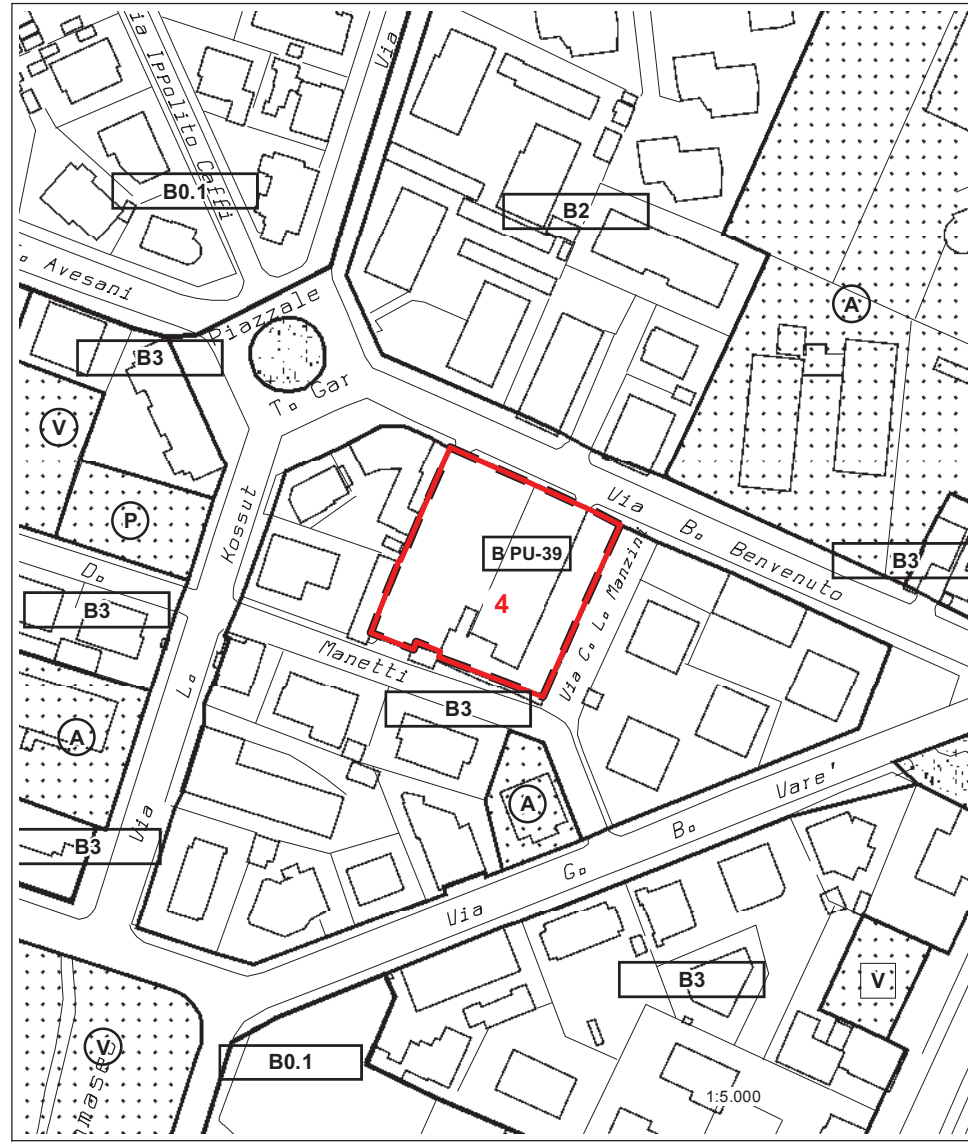 Via Ippolito Caffi
Via
B0.1
B2
. Avesani
Piazzale
T. Gar
A
B3
V
P
Kossut
Via B. Benvenuto
B PU-39
4
B3
D.
B3
Via C. L. Manzini
Manetti
L.
B3
A
A
Via
B3
Via G. B. Vare'
B3
V
V
B0.1
1:5.000